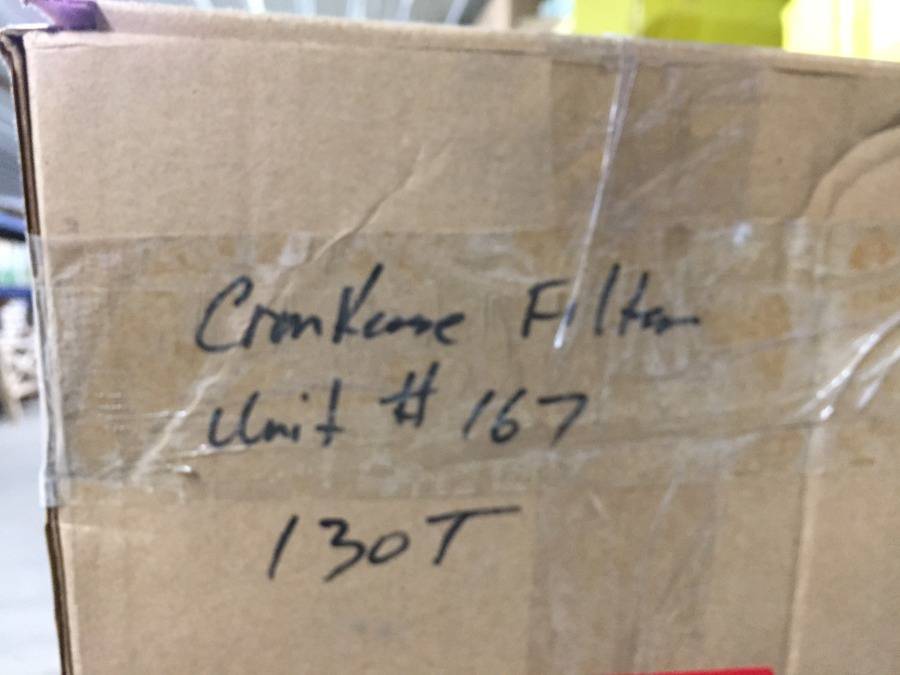 Crankcase Filter
Unit # 167
130T